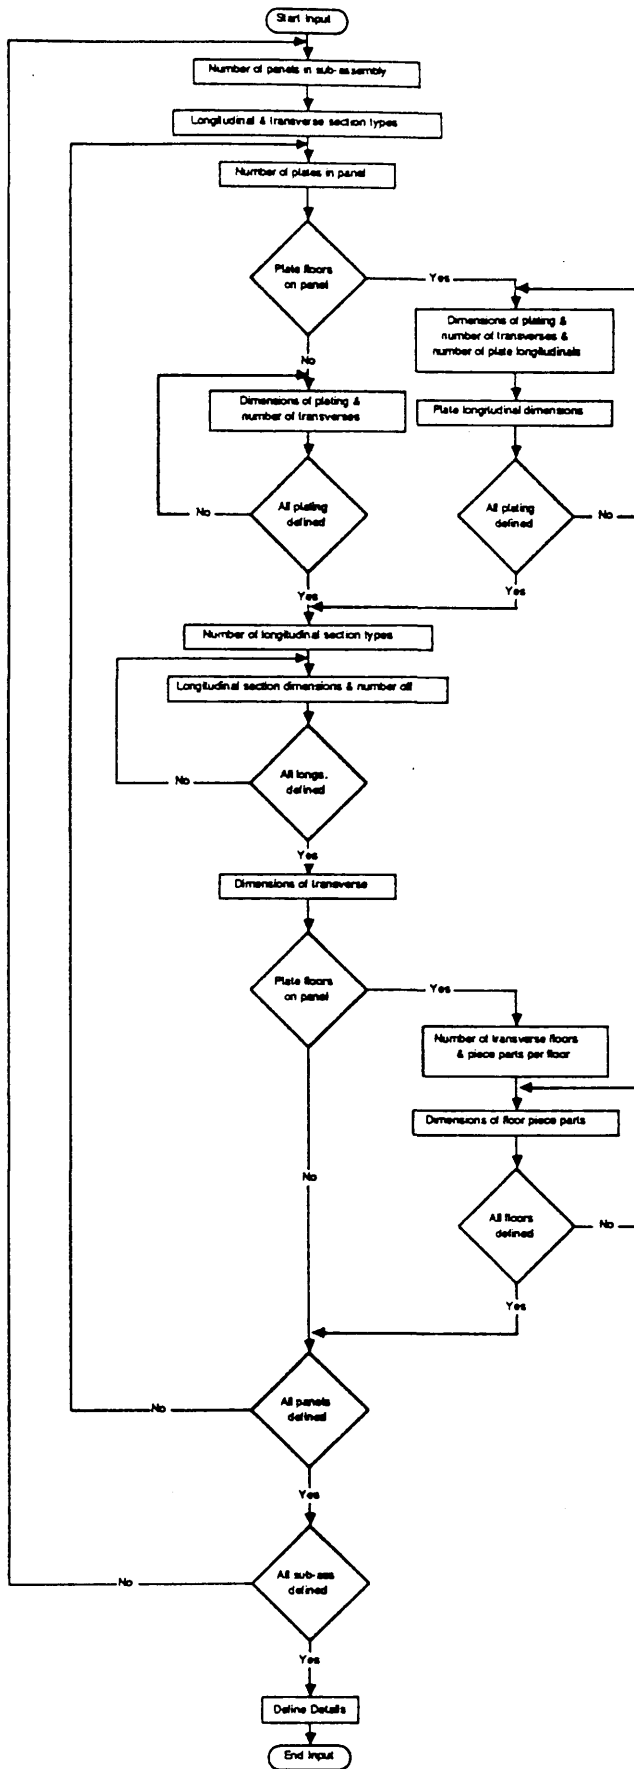 Start Input
Number of panels in sub-assembly
Longitudinal & transverse section types
Number of plates in panel
Plate floors
on panel
Yes
No
Dimensions of plating &
number of transverses &
number of plate longitudinals
Dimensions of plating &
number of transverses
Plate longitudinal dimensions
All plating
defined
No
Yes
All plating
defined
No
Yes
Number of longitudinal section types
Longitudinal section dimensions & number off
All longs.
defined
No
Yes
Dimensions of transverse
Plate floors
on panel
Yes
No
Number of transverse floors
& piece parts per floor
Dimensions of floor piece parts
All floors
defined
No
Yes
All panels
defined
No
Yes
All sub-ass
defined
No
Yes
Define Details
End Input